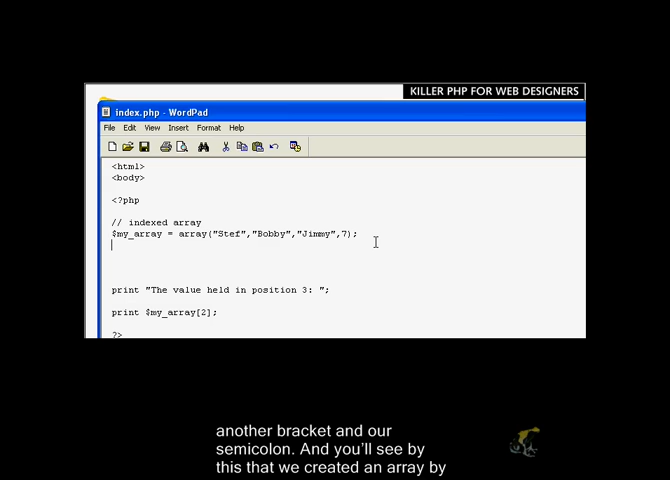 KILLER PHP FOR WEB DESIGNERS
index.php - WordPad
File Edit View Insert Format Help
<html>
<body>
<?php
// indexed array
$my_array = array("Stef","Bobby","Jimmy",7);
print "The value held in position 3: ";
print $my_array[2];
?>
another bracket and our
semicolon. And you'll see by
this that we created an array by